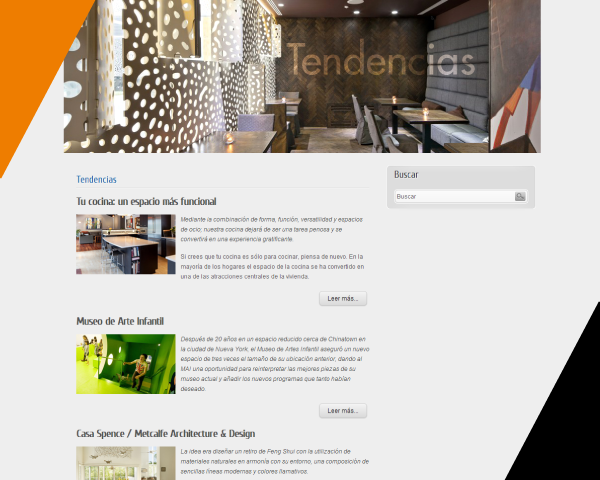 Tendencias
Tendencias
Buscar
Buscar
Tu cocina: un espacio más funcional
Mediante la combinación de forma, función, versatilidad y espacios
de ocio; nuestra cocina dejará de ser una tarea penosa y se
convertirá en una experiencia gratificante.
Si crees que tu cocina es sólo para cocinar, piensa de nuevo. En la
mayoría de los hogares el espacio de la cocina se ha convertido en
una de las atracciones centrales de la vivienda.
Leer más...
Museo de Arte Infantil
Después de 20 años en un espacio reducido cerca de Chinatown en
la ciudad de Nueva York, el Museo de Artes Infantil aseguró un nuevo
espacio de tres veces el tamaño de su ubicación anterior, dando al
MAI una oportunidad para reinterpretar las mejores piezas de su
museo actual y añadir los nuevos programas que tanto habían
deseado.
Leer más...
Casa Spence / Metcalfe Architecture & Design
La idea era diseñar un retiro de Feng Shui con la utilización de
materiales naturales en armonía con su entorno, una composición de
sencillas líneas modernas y colores llamativos.